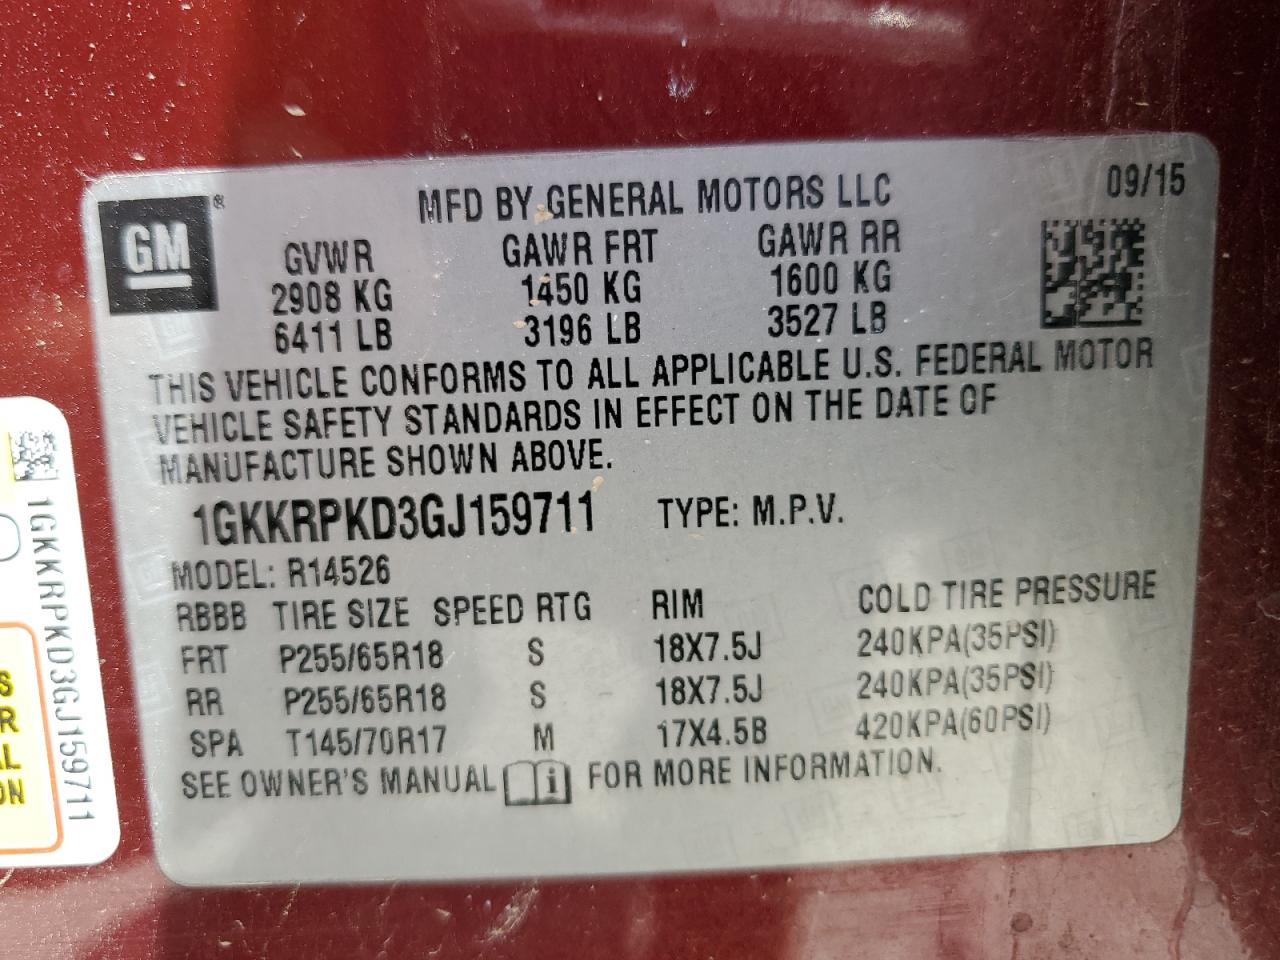 GM®
MFD BY GENERAL MOTORS LLC 09/15
GVWR GAWR FRT GAWR RR
2908 KG 1450 KG 1600 KG
6411 LB 3196 LB 3527 LB
THIS VEHICLE CONFORMS TO ALL APPLICABLE U.S. FEDERAL MOTOR
VEHICLE SAFETY STANDARDS IN EFFECT ON THE DATE OF
MANUFACTURE SHOWN ABOVE.
1GKKRPKD3GJ159711 TYPE: M.P.V.
MODEL: R14526
RBBB TIRE SIZE SPEED RTG RIM COLD TIRE PRESSURE
FRT P255/65R18 S 18X7.5J 240KPA(35PSI)
RR P255/65R18 S 18X7.5J 240KPA(35PSI)
SPA T145/70R17 M 17X4.5B 420KPA(60PSI)
SEE OWNER'S MANUAL i FOR MORE INFORMATION.
1GKKRPKD3GJ159711
S
R
AL
ON